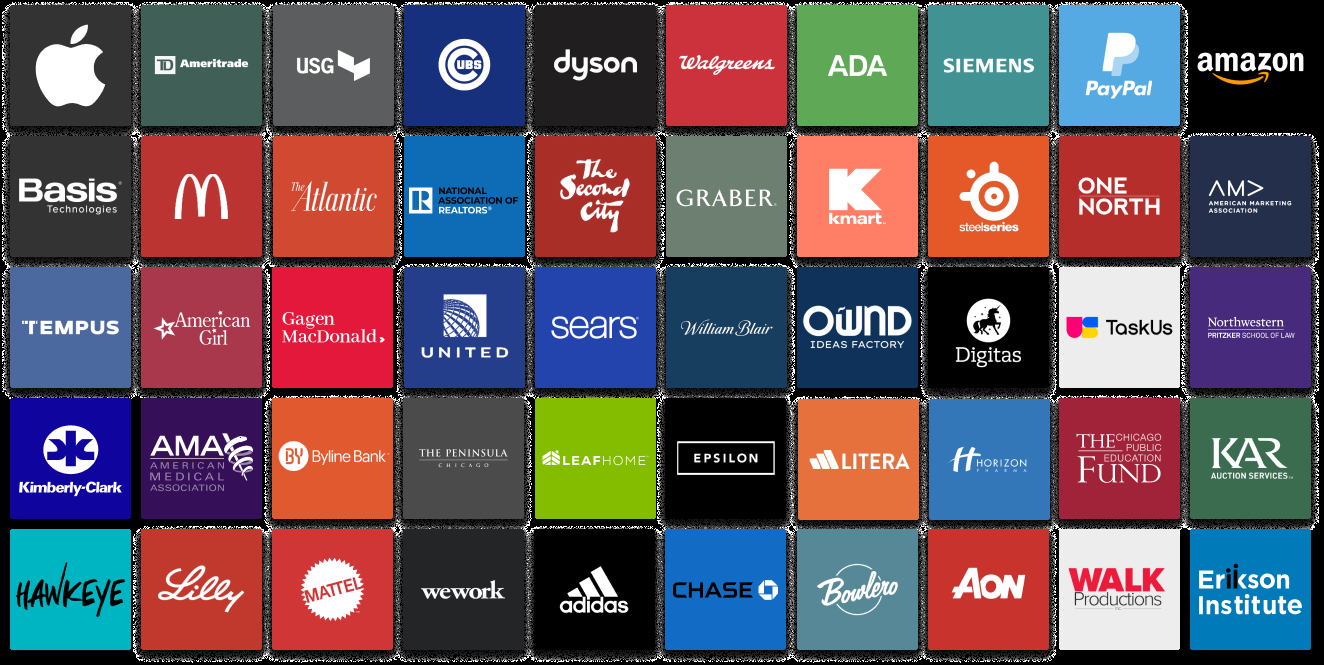 TD Ameritrade
USG
CUBS
dyson
Walgreens
ADA
SIEMENS
PayPal
amazon
Basis
Technologies
The
Atlantic
R
NATIONAL
ASSOCIATION OF
REALTORS®
The
Second
City
GRABER
K
kmart
steelseries
ONE
NORTH
AMA
AMERICAN MARKETING
ASSOCIATION
TEMPUS
American
Girl
Gagen
MacDonald
UNITED
sears
William Blair
OWND
IDEAS FACTORY
Digitas
TaskUs
Northwestern
PRITZKER SCHOOL OF LAW
Kimberly-Clark
AMA
AMERICAN
MEDICAL
ASSOCIATION
BY Byline Bank
THE PENINSULA
CHICAGO
LEAFHOME
EPSILON
LITERA
H HORIZON
PHARMA
THE CHICAGO
PUBLIC
EDUCATION
FUND
KAR
AUCTION SERVICES
HAWKEYE
Lilly
MATTEL
wework
adidas
CHASE
Bowlero
AON
WALK
Productions
INC
Erikson
Institute